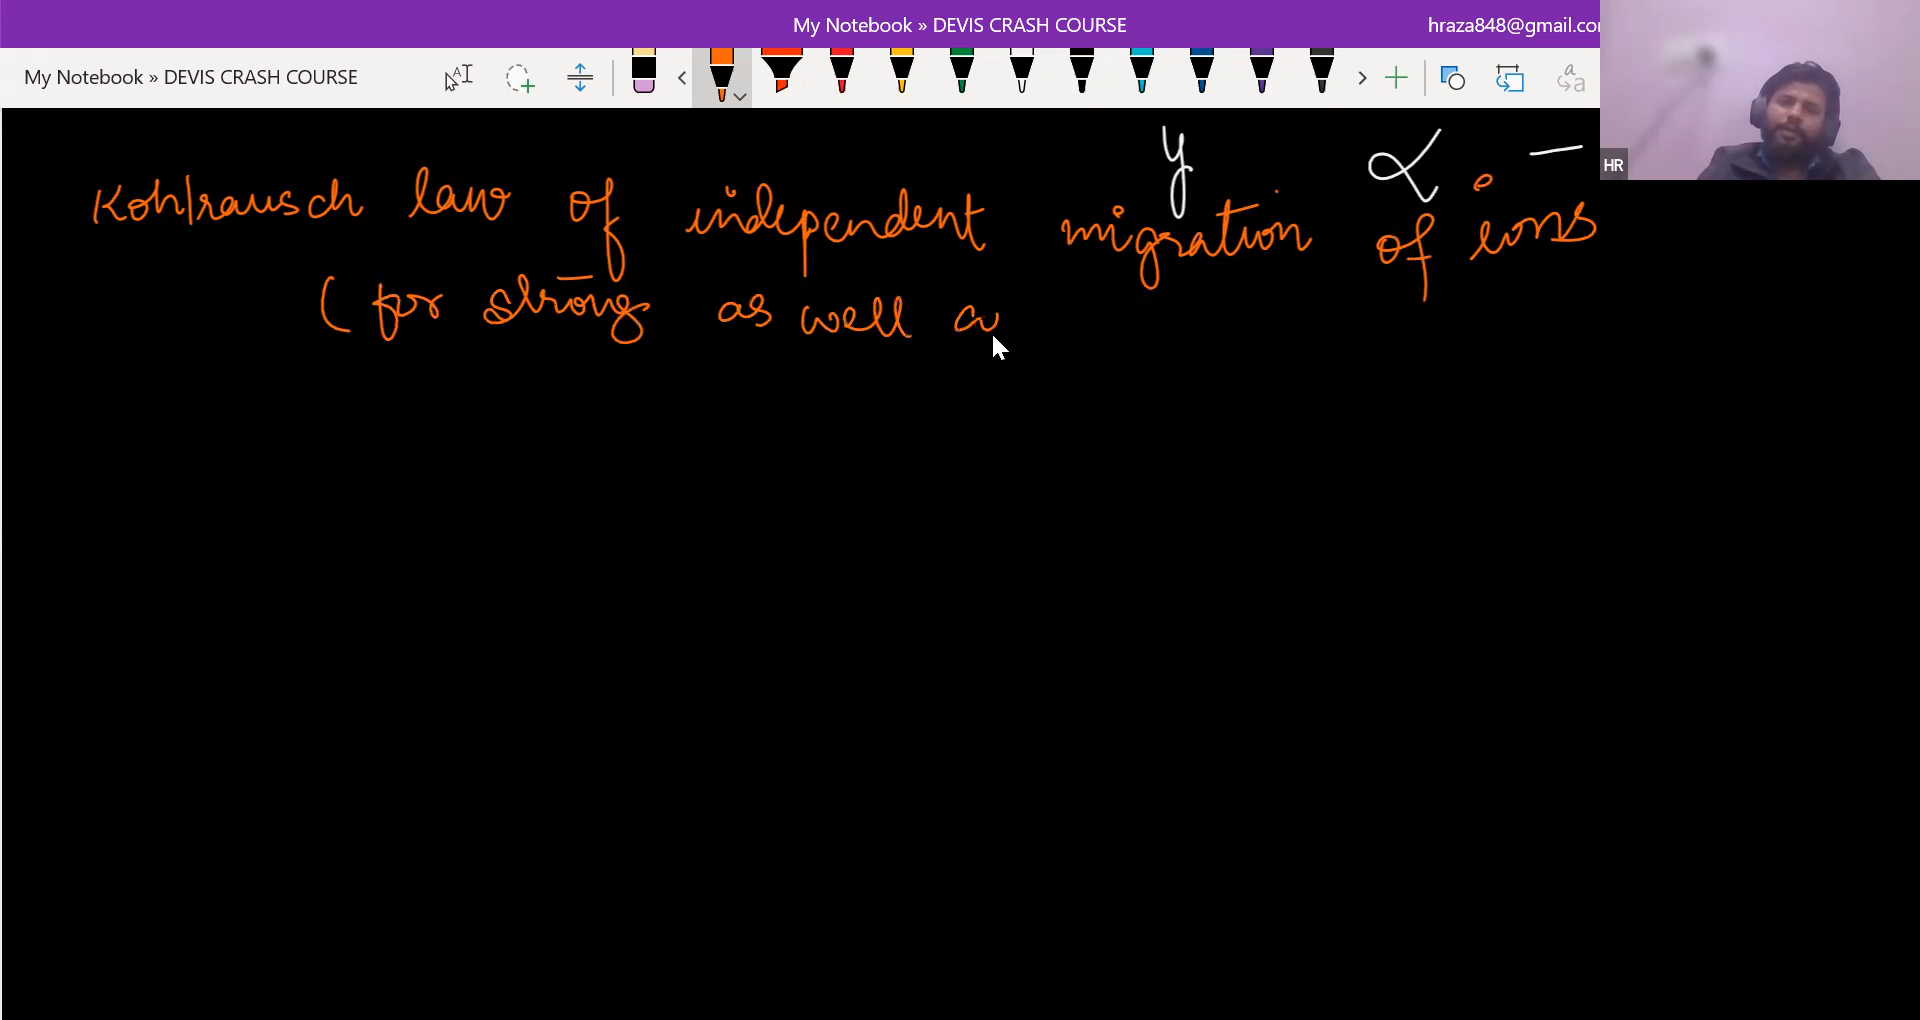 My Notebook » DEVIS CRASH COURSE
hraza848@gmail.co
My Notebook » DEVIS CRASH COURSE
HR
y α –
Kohlrausch law of independent migration of ions
(for strong as well a